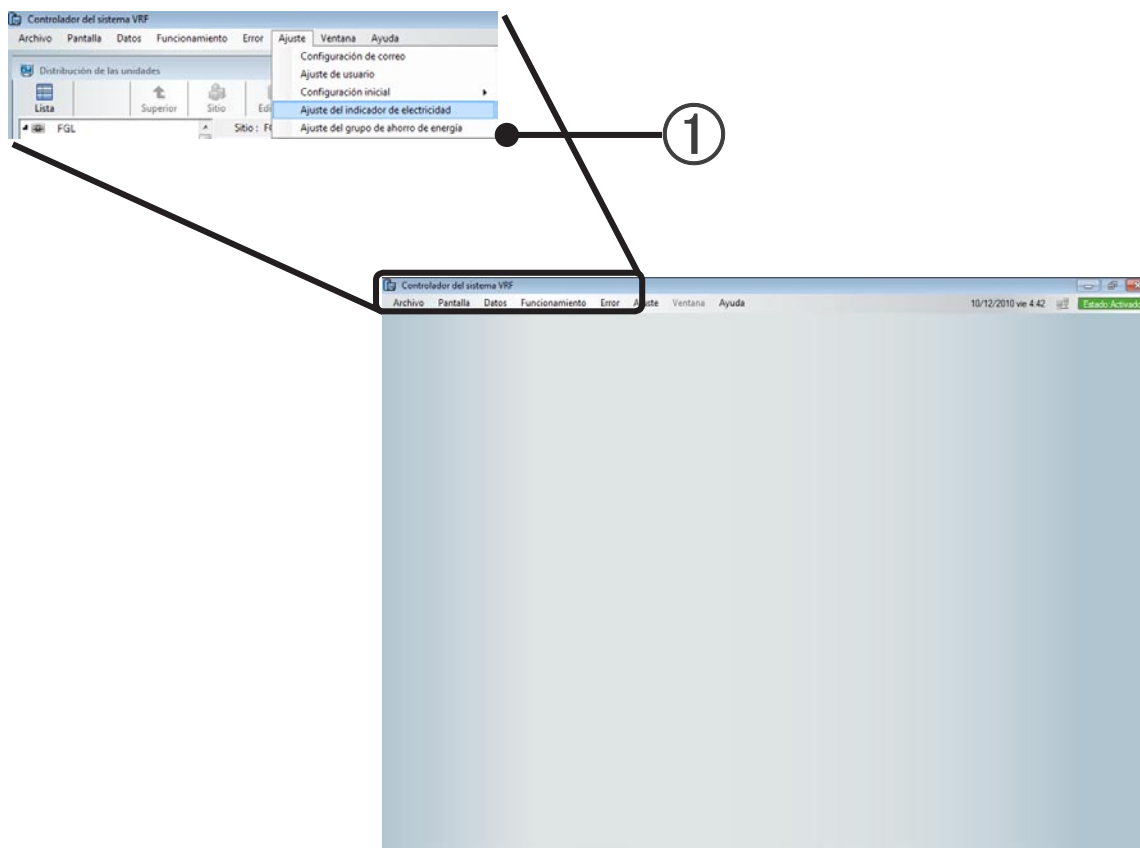 Controlador del sistema VRF
Archivo Pantalla Datos Funcionamiento Error Ajuste Ventana Ayuda
Configuración de correo
Distribución de las unidades
Ajuste de usuario
Configuración inicial
Lista Superior Sitio
Ajuste del indicador de electricidad
FGL Sitio :
Ajuste del grupo de ahorro de energía
①
Controlador del sistema VRF
Archivo Pantalla Datos Funcionamiento Error Ajuste Ventana Ayuda 10/12/2010 vie 4:42 Estado Activado